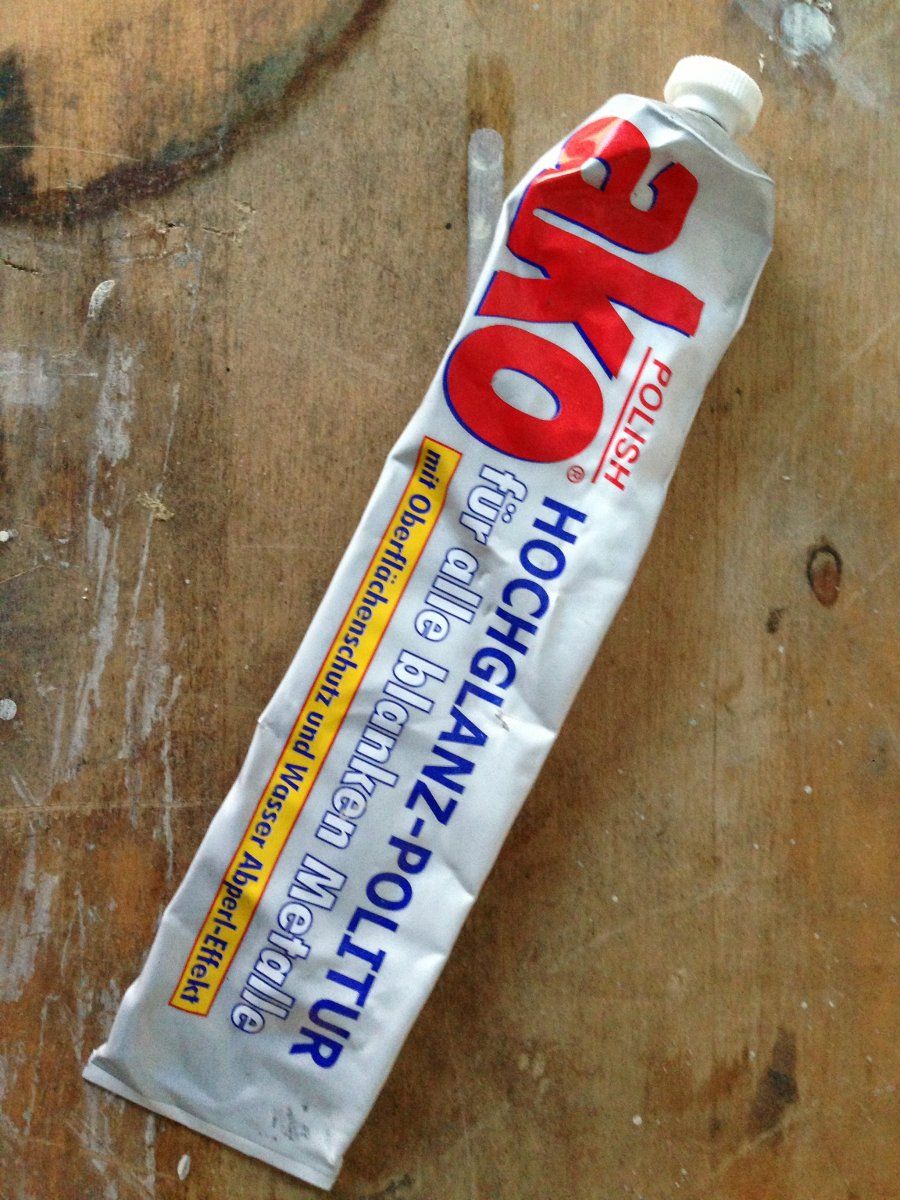 ako
POLISH
®
HOCHGLANZ-POLITUR
für alle blanken Metalle
mit Oberflächenschutz und Wasser Abperl-Effekt